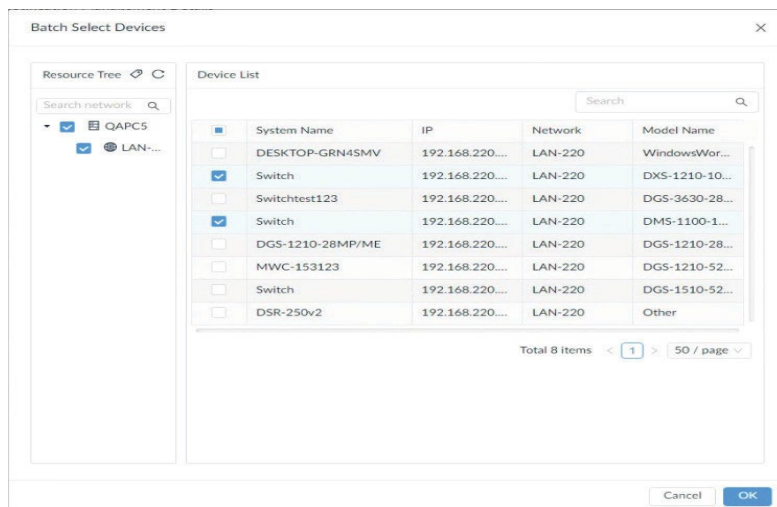 Batch Select Devices
Resource Tree
Device List
Search network
Search
QAPC5
LAN-...
System Name IP Network Model Name
DESKTOP-GRN4SMV 192.168.220.... LAN-220 WindowsWor...
Switch 192.168.220.... LAN-220 DXS-1210-10...
Switchtest123 192.168.220.... LAN-220 DGS-3630-28...
Switch 192.168.220.... LAN-220 DMS-1100-1...
DGS-1210-28MP/ME 192.168.220.... LAN-220 DGS-1210-28...
MWC-153123 192.168.220.... LAN-220 DGS-1210-52...
Switch 192.168.220.... LAN-220 DGS-1510-52...
DSR-250v2 192.168.220.... LAN-220 Other
Total 8 items < 1 > 50 / page
Cancel OK